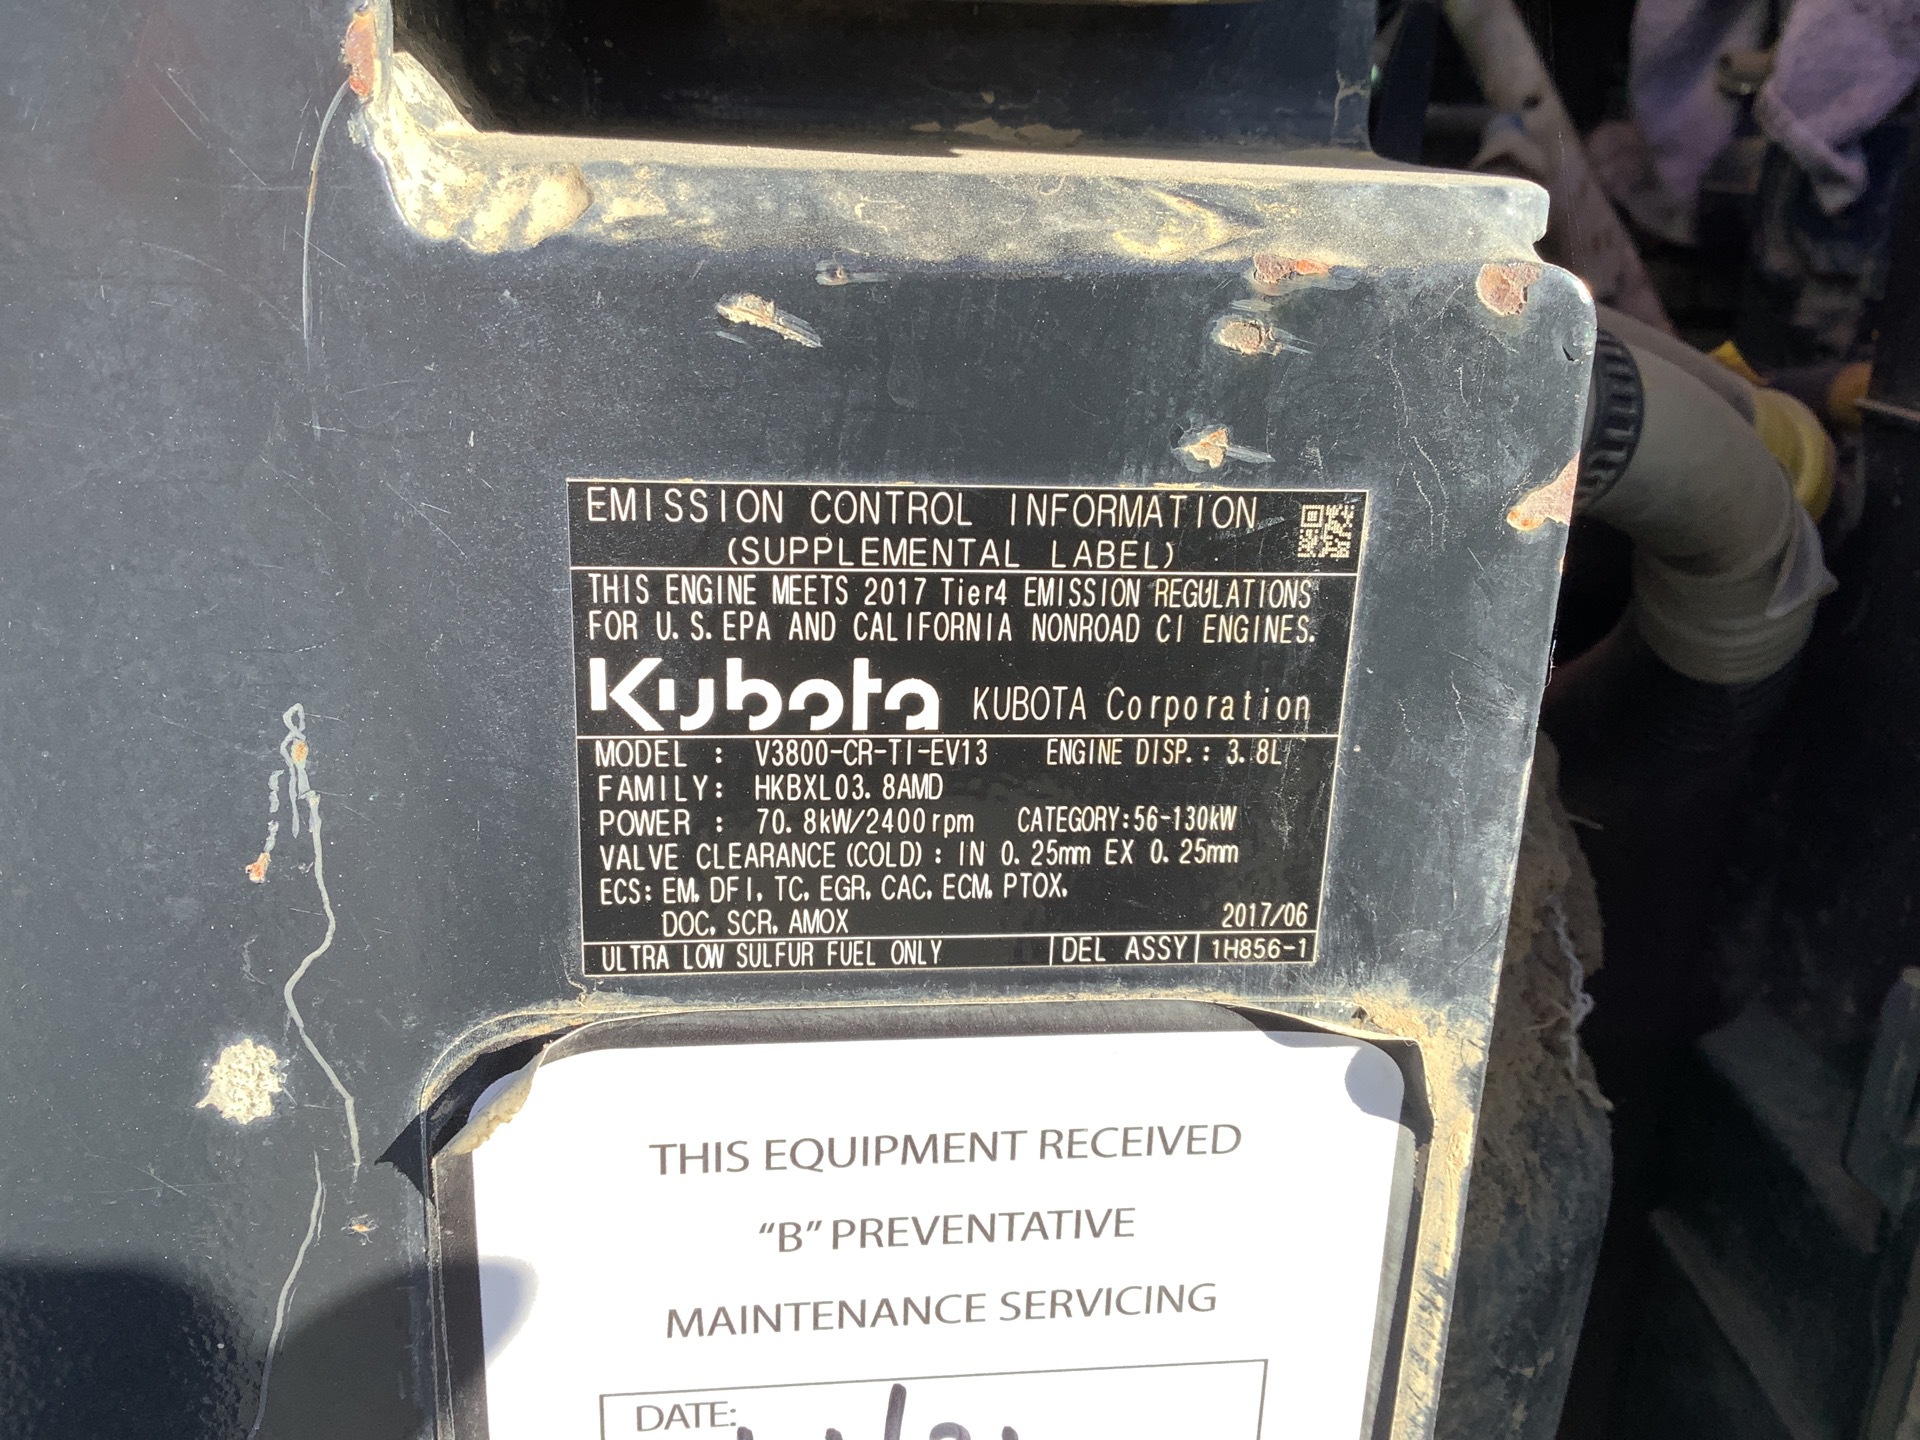 EMISSION CONTROL INFORMATION
(SUPPLEMENTAL LABEL)
THIS ENGINE MEETS 2017 Tier4 EMISSION REGULATIONS
FOR U.S.EPA AND CALIFORNIA NONROAD CI ENGINES.
Kubota KUBOTA Corporation
MODEL : V3800-CR-TI-EV13 ENGINE DISP.: 3.8L
FAMILY: HKBXL03.8AMD
POWER : 70.8kW/2400rpm CATEGORY:56-130kW
VALVE CLEARANCE(COLD): IN 0.25mm EX 0.25mm
ECS: EM, DFI, TC, EGR, CAC, ECM, PTOX,
DOC, SCR, AMOX 2017/06
ULTRA LOW SULFUR FUEL ONLY DEL ASSY 1H856-1
THIS EQUIPMENT RECEIVED
“B” PREVENTATIVE
MAINTENANCE SERVICING
DATE: